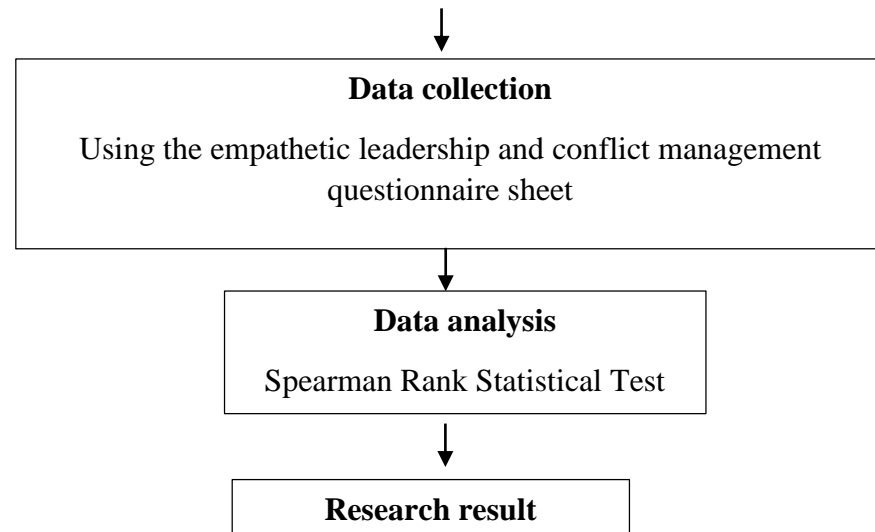 Data collection
Using the empathetic leadership and conflict management
questionnaire sheet
Data analysis
Spearman Rank Statistical Test
Research result